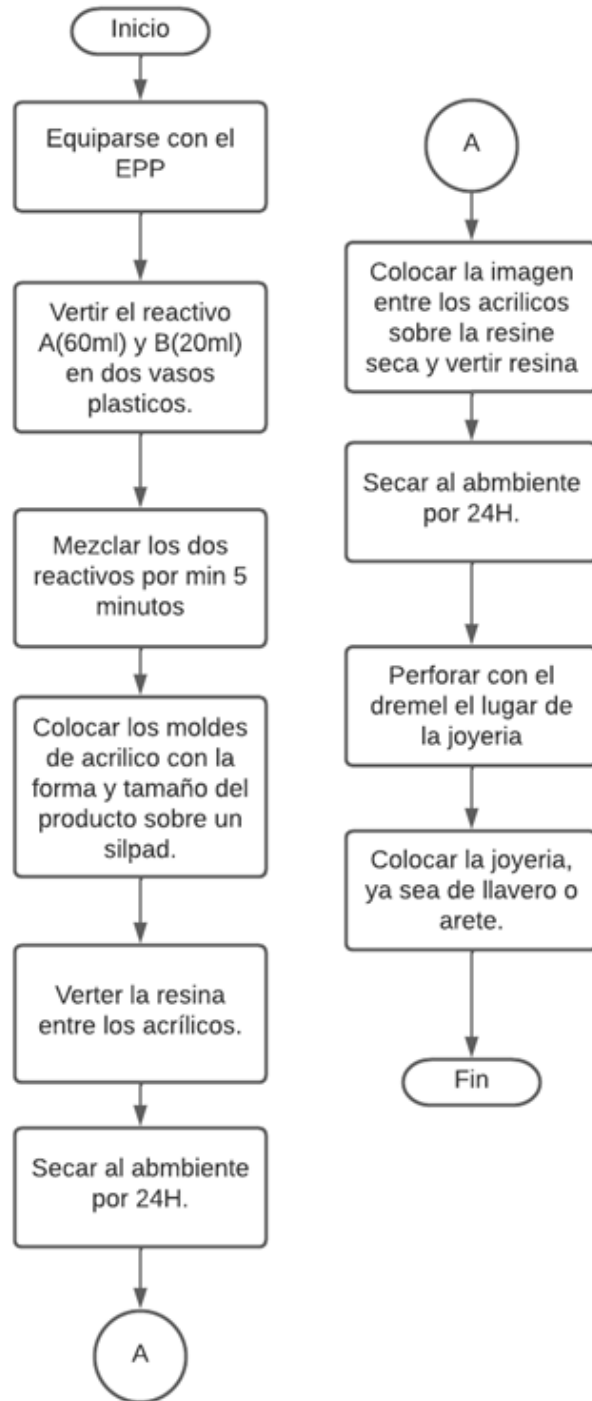 Inicio
Equiparse con el
EPP
Vertir el reactivo
A(60ml) y B(20ml)
en dos vasos
plasticos.
Mezclar los dos
reactivos por min 5
minutos
Colocar los moldes
de acrilico con la
forma y tamaño del
producto sobre un
silpad.
Verter la resina
entre los acrílicos.
Secar al abmbiente
por 24H.
A
A
Colocar la imagen
entre los acrilicos
sobre la resine
seca y vertir resina
Secar al abmbiente
por 24H.
Perforar con el
dremel el lugar de
la joyeria
Colocar la joyeria,
ya sea de llavero o
arete.
Fin